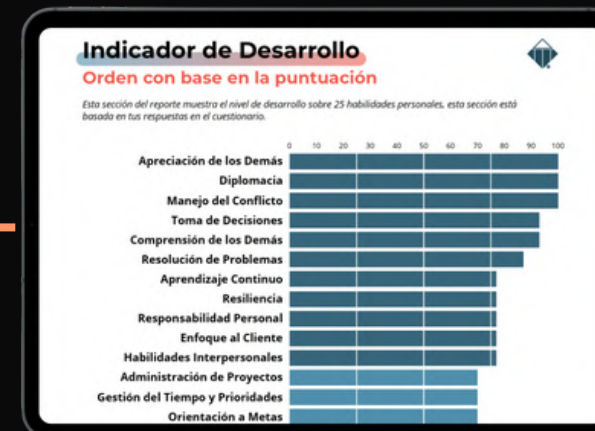 Indicador de Desarrollo
Orden con base en la puntuación
Esta sección del reporte muestra el nivel de desarrollo sobre 25 habilidades personales, esta sección está
basada en tus respuestas en el cuestionario.
0 10 20 30 40 50 60 70 80 90 100
Apreciación de los Demás
Diplomacia
Manejo del Conflicto
Toma de Decisiones
Comprensión de los Demás
Resolución de Problemas
Aprendizaje Continuo
Resiliencia
Responsabilidad Personal
Enfoque al Cliente
Habilidades Interpersonales
Administración de Proyectos
Gestión del Tiempo y Prioridades
Orientación a Metas